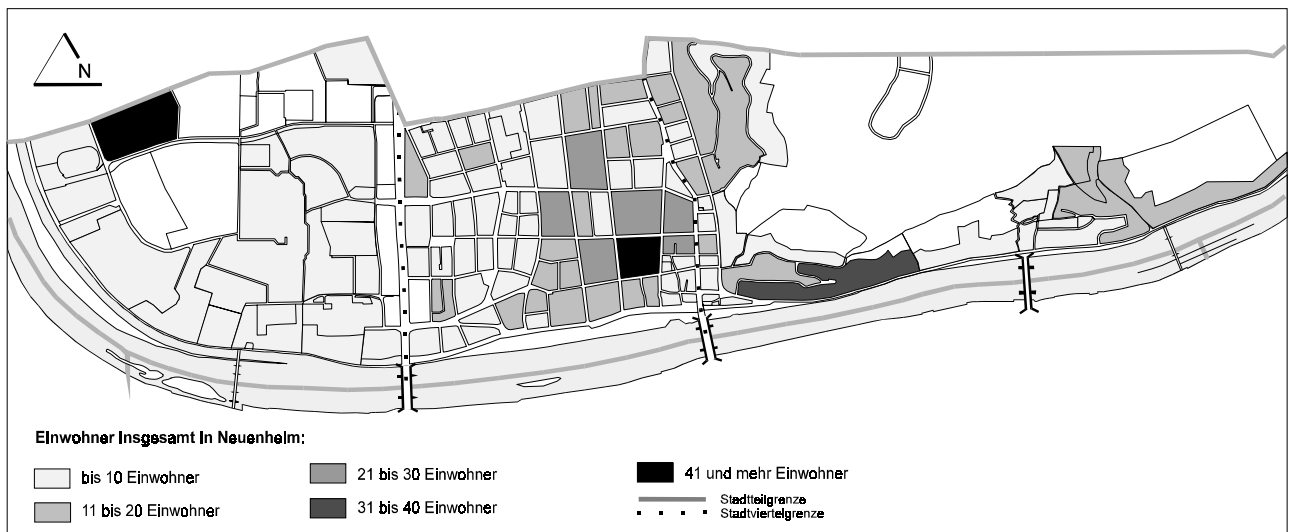 N
Einwohner insgesamt in Neuenheim:
bis 10 Einwohner
11 bis 20 Einwohner
21 bis 30 Einwohner
31 bis 40 Einwohner
41 und mehr Einwohner
Stadtteilgrenze
Stadtviertelgrenze